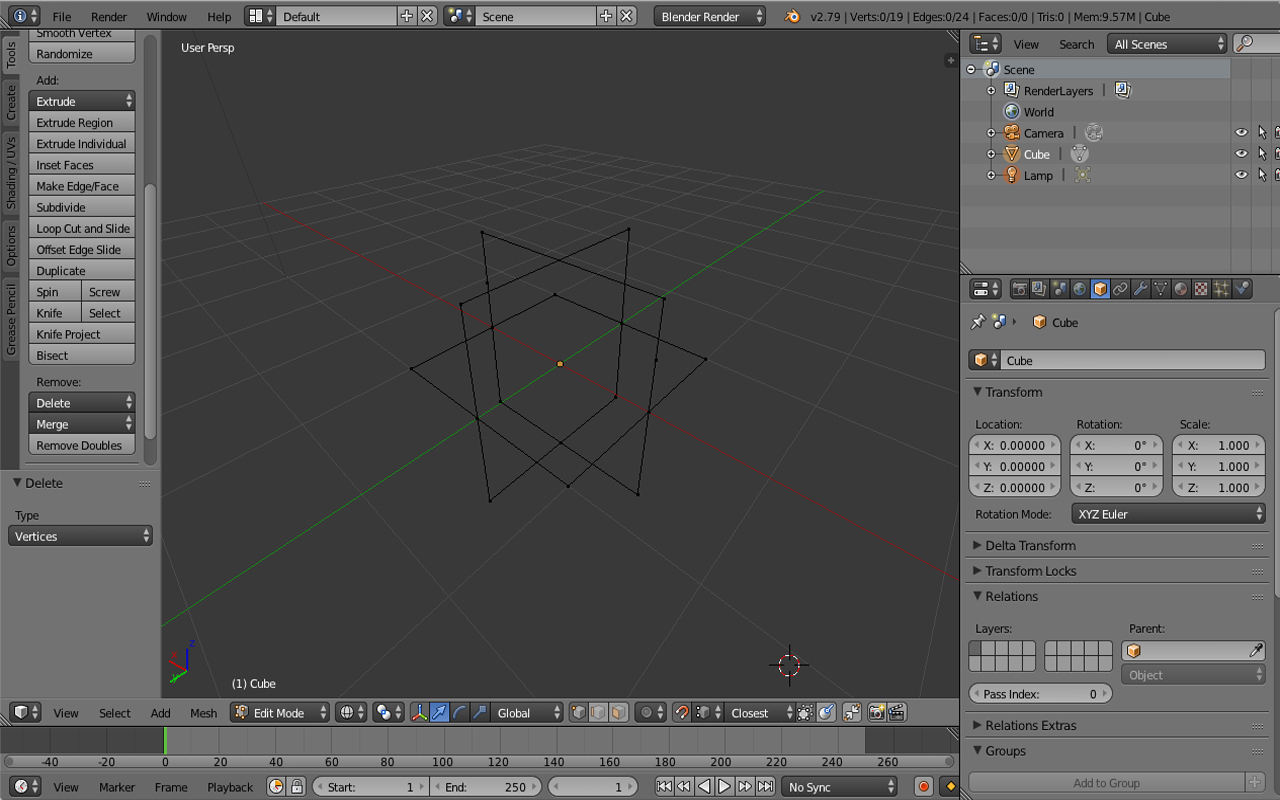 File Render Window Help Default Scene Blender Render v2.79 | Verts:0/19 | Edges:0/24 | Faces:0/0 | Tris:0 | Mem:9.57M | Cube
Tools
Create
Shading / UVs
Options
Grease Pencil
Smooth Vertex
Randomize
Add:
Extrude
Extrude Region
Extrude Individual
Inset Faces
Make Edge/Face
Subdivide
Loop Cut and Slide
Offset Edge Slide
Duplicate
Spin Screw
Knife Select
Knife Project
Bisect
Remove:
Delete
Merge
Remove Doubles
Delete
Type
Vertices
User Persp
x
y
z
(1) Cube
View Select Add Mesh Edit Mode Global Closest
-40 -20 0 20 40 60 80 100 120 140 160 180 200 220 240 260
View Marker Frame Playback Start: 1 End: 250 1 No Sync
View Search All Scenes
Scene
RenderLayers |
World
Camera |
Cube |
Lamp |
Cube
Cube
Transform
Location: Rotation: Scale:
X: 0.00000 X: 0° X: 1.000
Y: 0.00000 Y: 0° Y: 1.000
Z: 0.00000 Z: 0° Z: 1.000
Rotation Mode: XYZ Euler
Delta Transform
Transform Locks
Relations
Layers: Parent:
Object
Pass Index: 0
Relations Extras
Groups
Add to Group